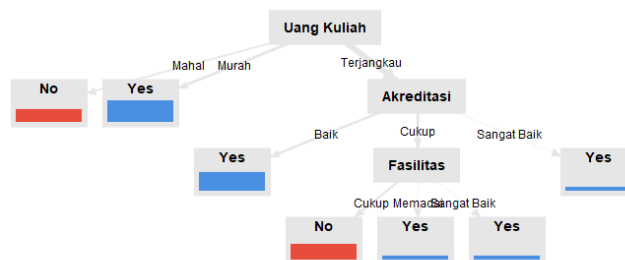 Uang Kuliah
Mahal Murah Terjangkau
No Yes Akreditasi
Baik Cukup Sangat Baik
Yes Fasilitas Yes
Cukup Memadai Sangat Baik
No Yes Yes